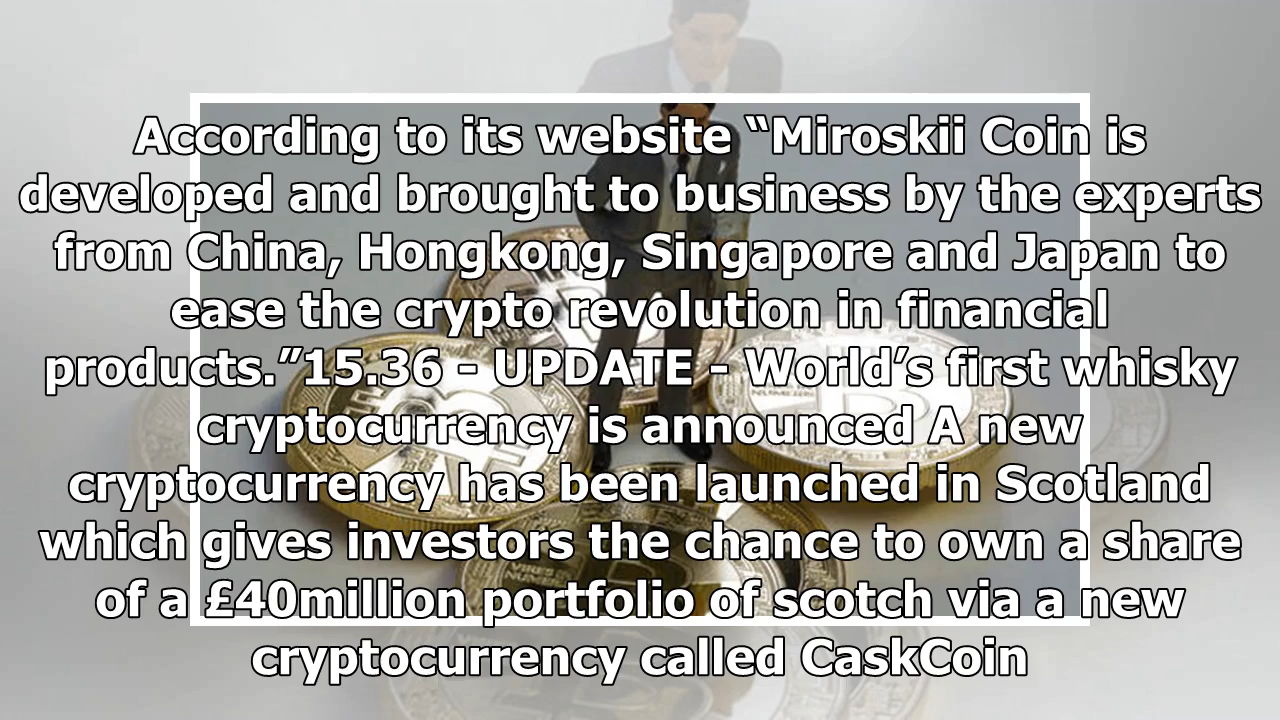 According to its website “Miroskii Coin is
developed and brought to business by the experts
from China, Hongkong, Singapore and Japan to
ease the crypto revolution in financial
products.”15.36 - UPDATE - World’s first whisky
cryptocurrency is announced A new
cryptocurrency has been launched in Scotland
which gives investors the chance to own a share
of a £40million portfolio of scotch via a new
cryptocurrency called CaskCoin